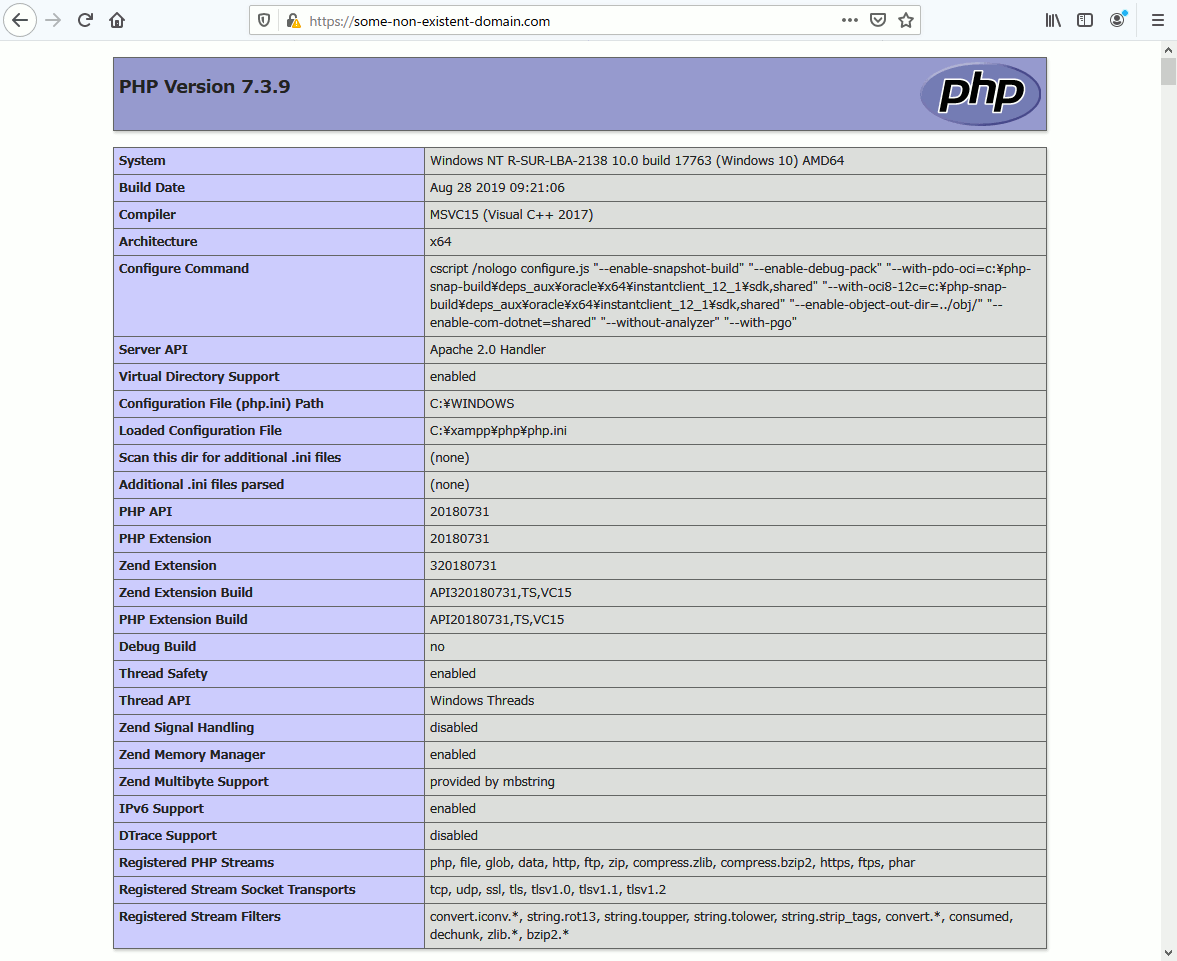 https://some-non-existent-domain.com
PHP Version 7.3.9
php
System Windows NT R-SUR-LBA-2138 10.0 build 17763 (Windows 10) AMD64
Build Date Aug 28 2019 09:21:06
Compiler MSVC15 (Visual C++ 2017)
Architecture x64
Configure Command cscript /nologo configure.js "--enable-snapshot-build" "--enable-debug-pack" "--with-pdo-oci=c:¥php-
snap-build¥deps_aux¥oracle¥x64¥instantclient_12_1¥sdk,shared" "--with-oci8-12c=c:¥php-snap-
build¥deps_aux¥oracle¥x64¥instantclient_12_1¥sdk,shared" "--enable-object-out-dir=../obj/" "--
enable-com-dotnet=shared" "--without-analyzer" "--with-pgo"
Server API Apache 2.0 Handler
Virtual Directory Support enabled
Configuration File (php.ini) Path C:¥WINDOWS
Loaded Configuration File C:¥xampp¥php¥php.ini
Scan this dir for additional .ini files (none)
Additional .ini files parsed (none)
PHP API 20180731
PHP Extension 20180731
Zend Extension 320180731
Zend Extension Build API320180731,TS,VC15
PHP Extension Build API20180731,TS,VC15
Debug Build no
Thread Safety enabled
Thread API Windows Threads
Zend Signal Handling disabled
Zend Memory Manager enabled
Zend Multibyte Support provided by mbstring
IPv6 Support enabled
DTrace Support disabled
Registered PHP Streams php, file, glob, data, http, ftp, zip, compress.zlib, compress.bzip2, https, ftps, phar
Registered Stream Socket Transports tcp, udp, ssl, tls, tlsv1.0, tlsv1.1, tlsv1.2
Registered Stream Filters convert.iconv.*, string.rot13, string.toupper, string.tolower, string.strip_tags, convert.*, consumed,
dechunk, zlib.*, bzip2.*